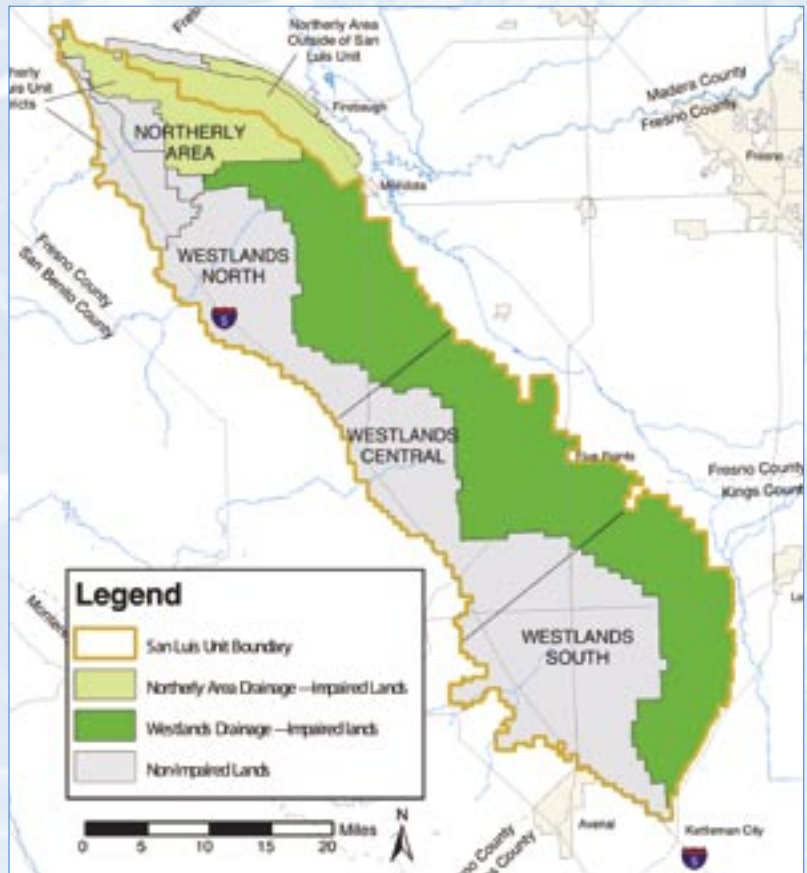 Northerly Area
Outside of San
Luis Unit
Firebaugh
Madera County
Fresno County
Fresno
NORTHERLY
AREA
Mendota
WESTLANDS
NORTH
Fresno County
San Benito County
5
WESTLANDS
CENTRAL
Five Points
Fresno County
Kings Count
WESTLANDS
SOUTH
Legend
San Luis Unit Boundary
Northerly Area Drainage—Impaired Lands
Westlands Drainage—Impaired lands
Non-Impaired Lands
0 5 10 15 20 Miles
N
Avenal
Kettleman City
5